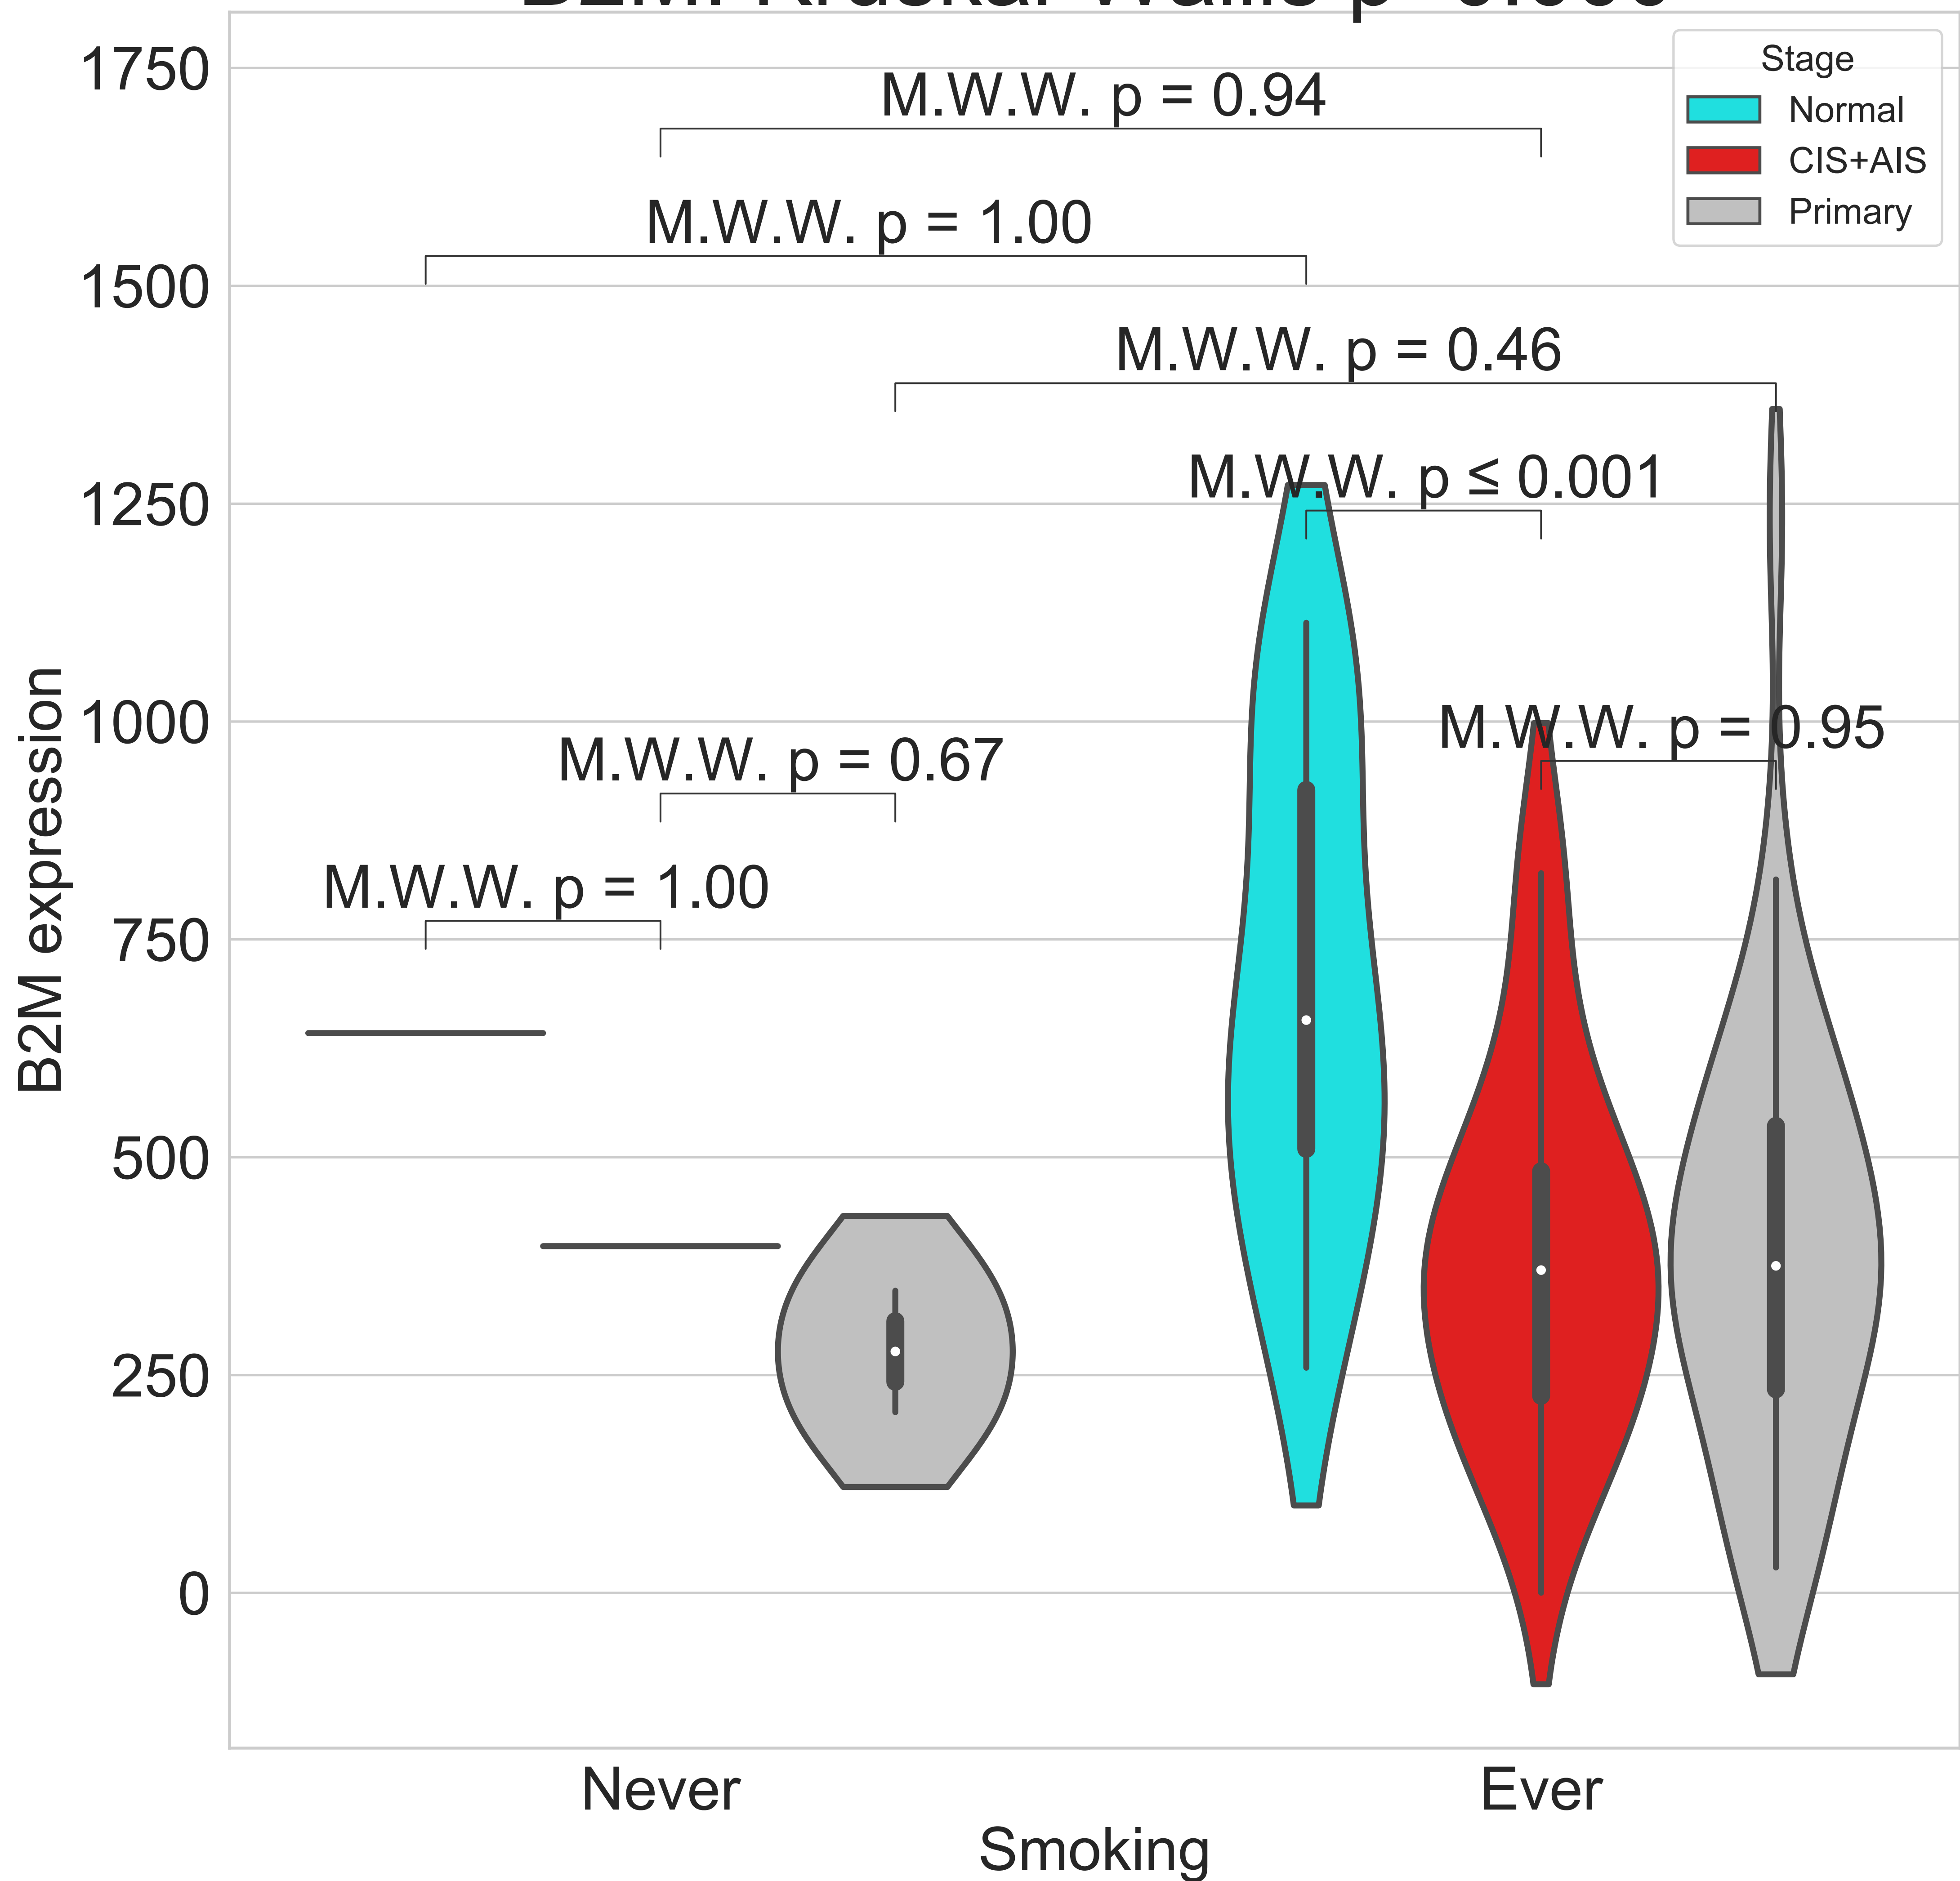 1750
1500
1250
1000
750
500
250
0
B2M expression
M.W.W. p = 0.94
M.W.W. p = 1.00
M.W.W. p = 0.46
M.W.W. p ≤ 0.001
M.W.W. p = 0.95
M.W.W. p = 0.67
M.W.W. p = 1.00
Stage
Normal
CIS+AIS
Primary
Never
Ever
Smoking